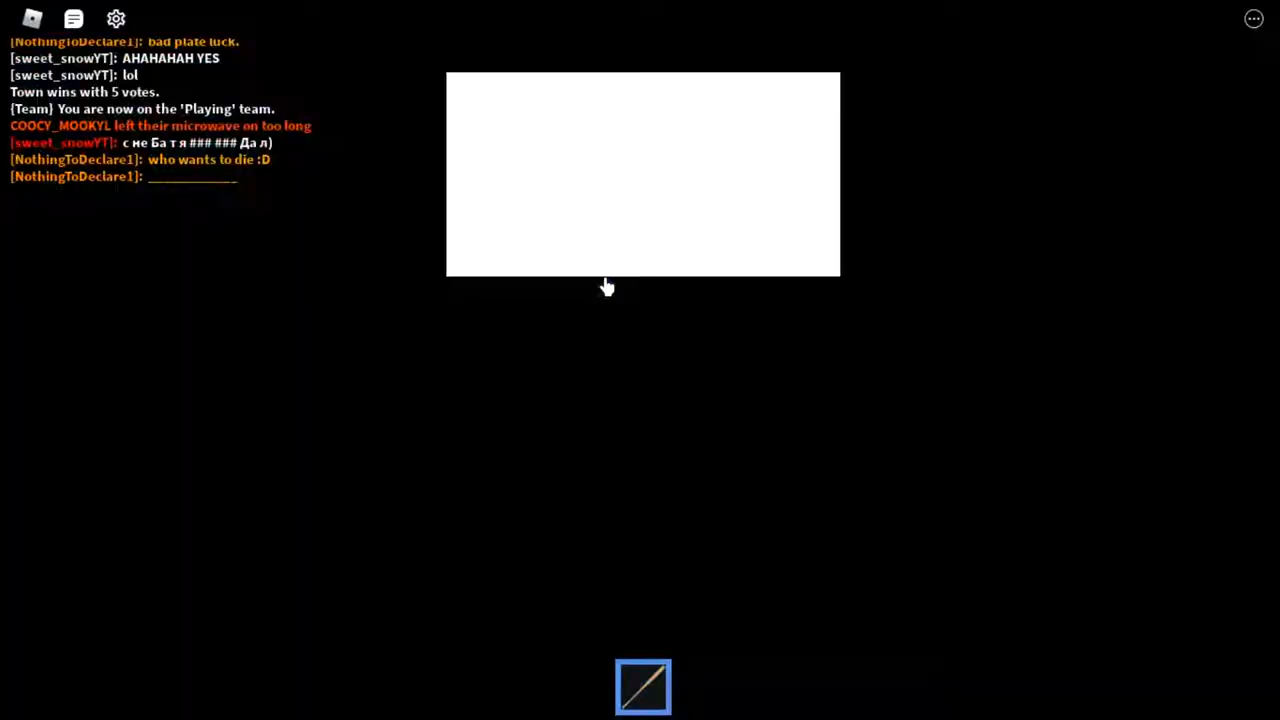 [NothingToDeclare1]: bad plate luck.
[sweet_snowYT]: AHAHAHAH YES
[sweet_snowYT]: lol
Town wins with 5 votes.
{Team} You are now on the 'Playing' team.
COOCY_MOOKYL left their microwave on too long
[sweet_snowYT]: с не Ба т я ### ### Да л)
[NothingToDeclare1]: who wants to die :D
[NothingToDeclare1]: _____________